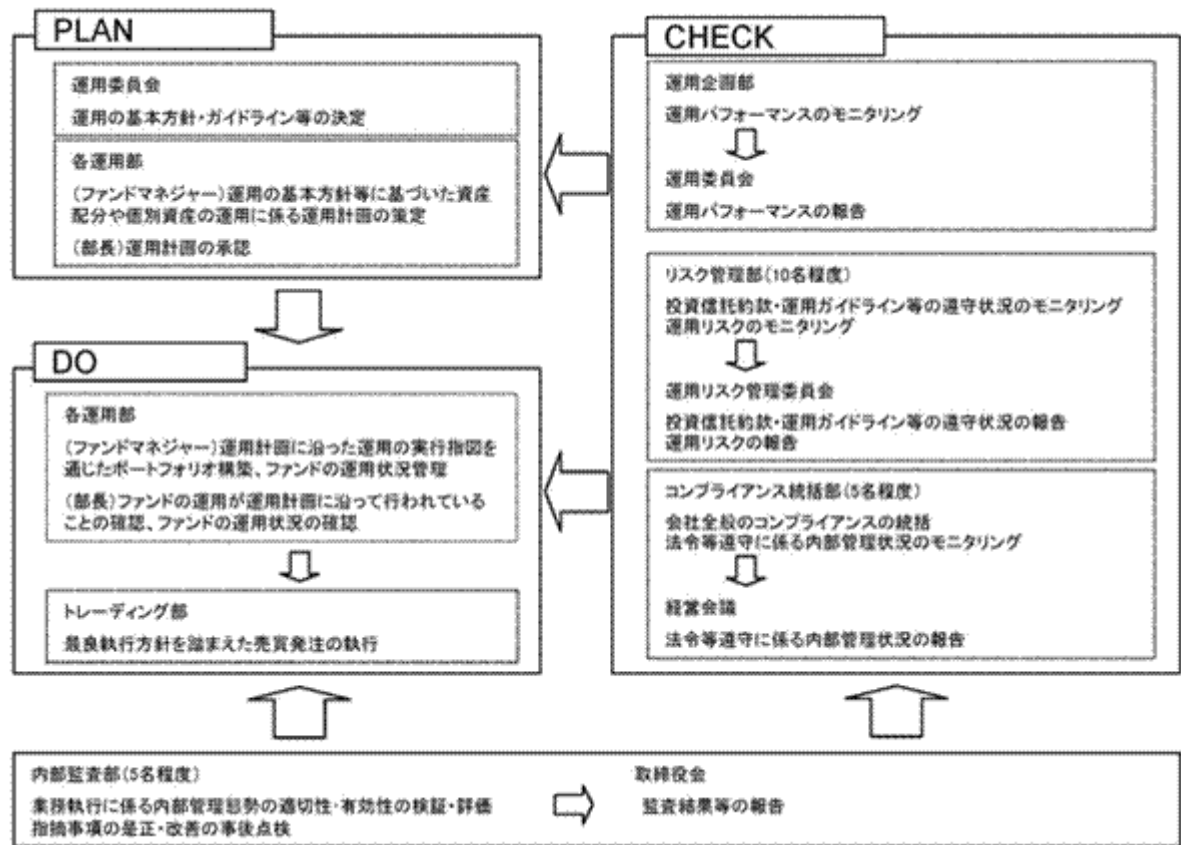 PLAN
運用委員会
運用の基本方針・ガイドライン等の決定
各運用部
(ファンドマネジャー)運用の基本方針等に基づいた資産
配分や個別資産の運用に係る運用計画の策定
(部長)運用計画の承認
DO
各運用部
(ファンドマネジャー)運用計画に沿った運用の実行指図を
通じたポートフォリオ構築、ファンドの運用状況管理
(部長)ファンドの運用が運用計画に沿って行われている
ことの確認、ファンドの運用状況の確認
トレーディング部
最良執行方針を踏まえた売買発注の執行
CHECK
運用企画部
運用パフォーマンスのモニタリング
運用委員会
運用パフォーマンスの報告
リスク管理部(10名程度)
投資信託約款・運用ガイドライン等の遵守状況のモニタリング
運用リスクのモニタリング
運用リスク管理委員会
投資信託約款・運用ガイドライン等の遵守状況の報告
運用リスクの報告
コンプライアンス統括部(5名程度)
会社全般のコンプライアンスの統括
法令等遵守に係る内部管理状況のモニタリング
経営会議
法令等遵守に係る内部管理状況の報告
内部監査部(5名程度)
業務執行に係る内部管理態勢の適切性・有効性の検証・評価
指摘事項の是正・改善の事後点検
取締役会
監査結果等の報告